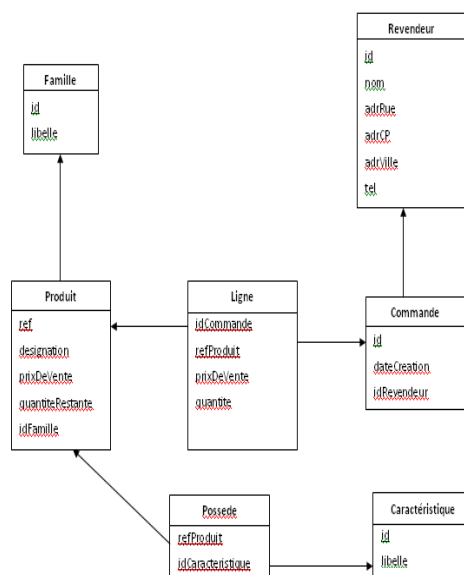 Revendeur
id
nom
adrRue
adrCP
adrVille
tel
Famille
id
libelle
Produit
ref
designation
prixDeVente
quantiteRestante
idFamille
Ligne
idCommande
refProduit
prixDeVente
quantite
Commande
id
dateCreation
idRevendeur
Possede
refProduit
idCaracteristique
Caractéristique
id
libelle